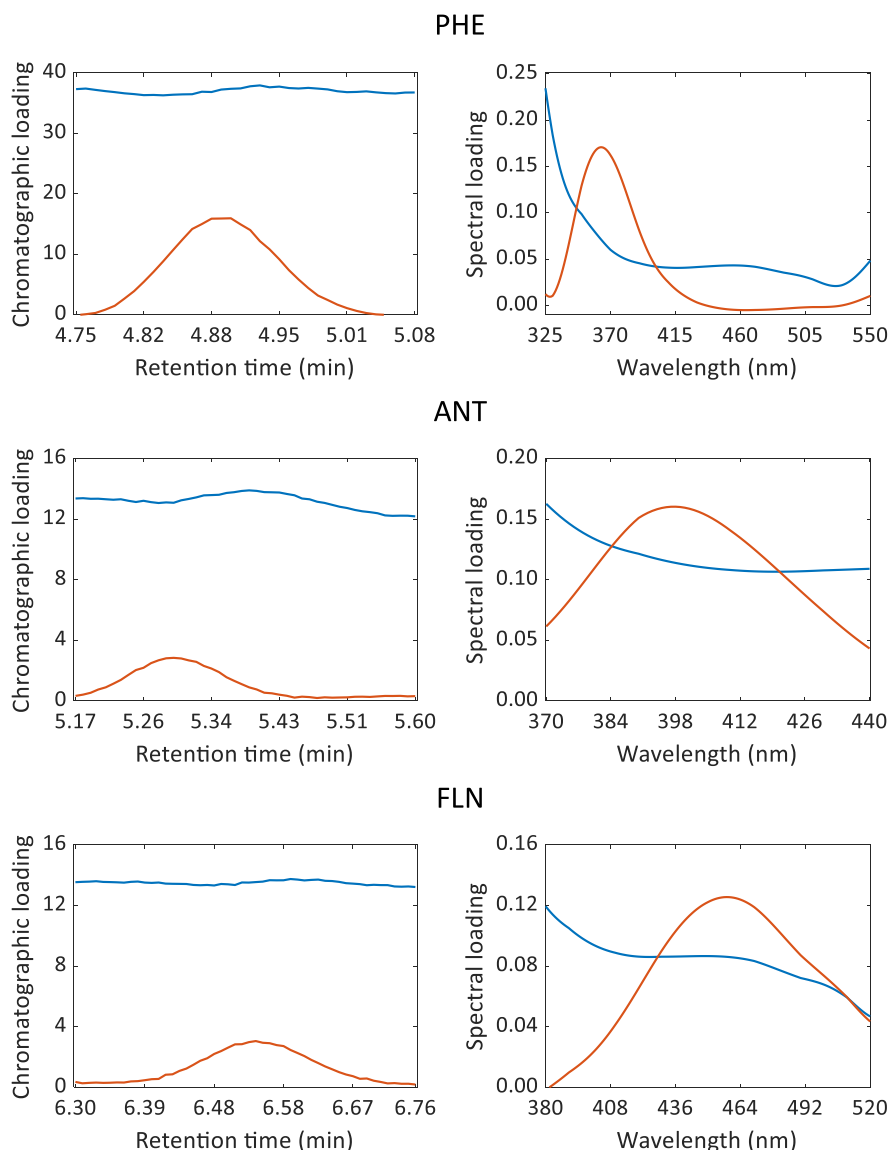 PHE
Chromatographic loading
40
30
20
10
0
4.75 4.82 4.88 4.95 5.01 5.08
Retention time (min)
Spectral loading
0.25
0.20
0.15
0.10
0.05
0.00
325 370 415 460 505 550
Wavelength (nm)
ANT
Chromatographic loading
16
12
8
4
0
5.17 5.26 5.34 5.43 5.51 5.60
Retention time (min)
Spectral loading
0.20
0.15
0.10
0.05
0.00
370 384 398 412 426 440
Wavelength (nm)
FLN
Chromatographic loading
16
12
8
4
0
6.30 6.39 6.48 6.58 6.67 6.76
Retention time (min)
Spectral loading
0.16
0.12
0.08
0.04
0.00
380 408 436 464 492 520
Wavelength (nm)